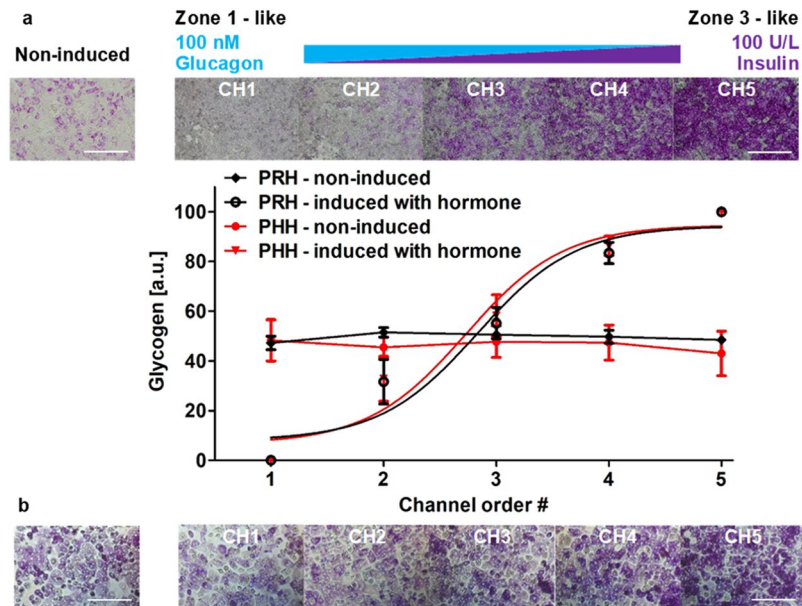 a
Zone 1 - like
Zone 3 - like
Non-induced
100 nM
Glucagon
100 U/L
Insulin
CH1 CH2 CH3 CH4 CH5
PRH - non-induced
PRH - induced with hormone
PHH - non-induced
PHH - induced with hormone
Glycogen [a.u.]
100
80
60
40
20
0
1 2 3 4 5
Channel order #
b
CH1 CH2 CH3 CH4 CH5